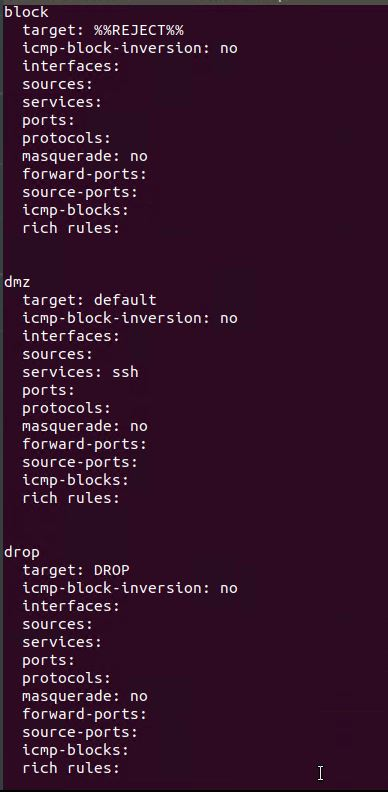 block
  target: %%REJECT%%
  icmp-block-inversion: no
  interfaces:
  sources:
  services:
  ports:
  protocols:
  masquerade: no
  forward-ports:
  source-ports:
  icmp-blocks:
  rich rules:
dmz
  target: default
  icmp-block-inversion: no
  interfaces:
  sources:
  services: ssh
  ports:
  protocols:
  masquerade: no
  forward-ports:
  source-ports:
  icmp-blocks:
  rich rules:
drop
  target: DROP
  icmp-block-inversion: no
  interfaces:
  sources:
  services:
  ports:
  protocols:
  masquerade: no
  forward-ports:
  source-ports:
  icmp-blocks:
  rich rules: